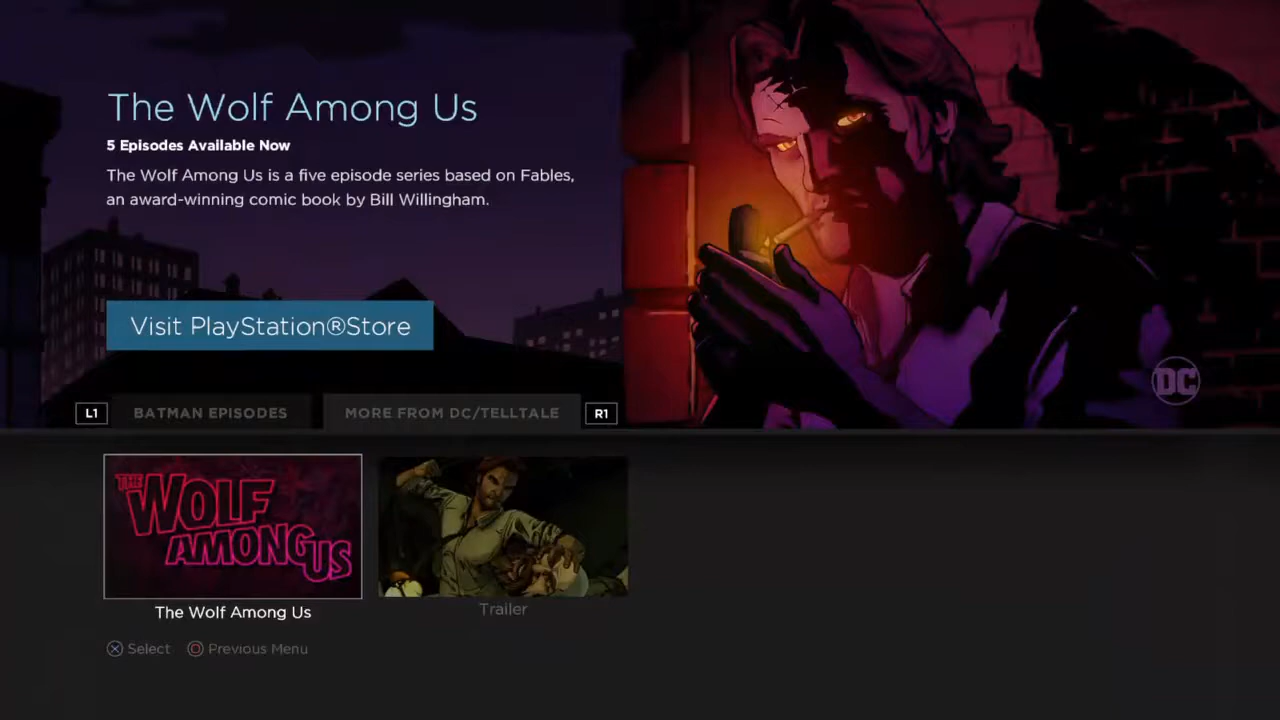 The Wolf Among Us
5 Episodes Available Now
The Wolf Among Us is a five episode series based on Fables,
an award-winning comic book by Bill Willingham.
Visit PlayStation®Store
DC
L1 BATMAN EPISODES MORE FROM DC/TELLTALE R1
THE
WOLF
AMONG
US
The Wolf Among Us
Trailer
Select Previous Menu